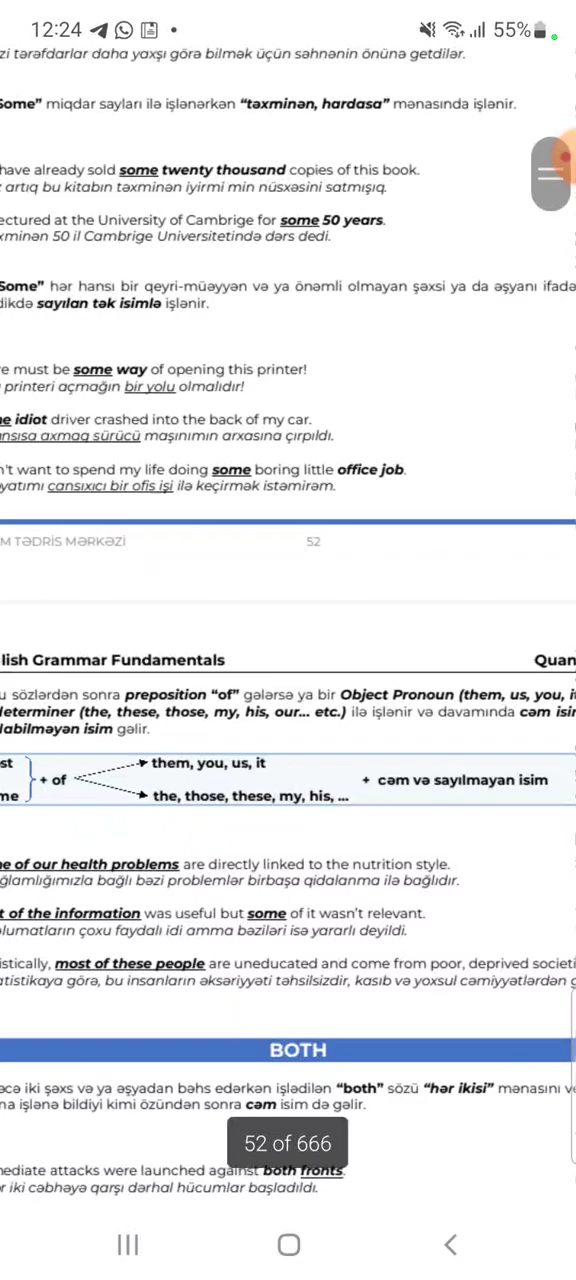 12:24 55%
zi tərəfdarlar daha yaxşı görə bilmək üçün səhnənin önünə getdilər.
Some" miqdar sayları ilə işlənərkən "təxminən, hardasa" mənasında işlənir.
have already sold some twenty thousand copies of this book.
artıq bu kitabın təxminən iyirmi min nüsxəsini satmışıq.
ectured at the University of Cambrige for some 50 years.
xminən 50 il Cambrige Universitetində dərs dedi.
Some" hər hansı bir qeyri-müəyyən və ya önəmli olmayan şəxsi ya da əşyanı ifadə
dikdə sayılan tək isimlə işlənir.
re must be some way of opening this printer!
printeri açmağın bir yolu olmalıdır!
e idiot driver crashed into the back of my car.
ansısa axmaq sürücü maşınımın arxasına çırpıldı.
n't want to spend my life doing some boring little office job.
yatımı cansıxıcı bir ofis işi ilə keçirmək istəmirəm.
M TƏDRİS MƏRKƏZİ 52
lish Grammar Fundamentals Quan
u sözlərdən sonra preposition "of" gələrsə ya bir Object Pronoun (them, us, you, i
determiner (the, these, those, my, his, our... etc.) ilə işlənir və davamında cəm isi
labilməyən isim gəlir.
st them, you, us, it
+ of + cəm və sayılmayan isim
me the, those, these, my, his, ...
e of our health problems are directly linked to the nutrition style.
ğlamlığımızla bağlı bəzi problemlər birbaşa qidalanma ilə bağlıdır.
t of the information was useful but some of it wasn't relevant.
lumatların çoxu faydalı idi amma bəziləri isə yararlı deyildi.
istically, most of these people are uneducated and come from poor, deprived societi
atistikaya görə, bu insanların əksəriyyəti təhsilsizdir, kasıb və yoxsul cəmiyyətlərdən g
BOTH
əcə iki şəxs və ya əşyadan bəhs edərkən işlədilən "both" sözü "hər ikisi" mənasını v
na işlənə bildiyi kimi özündən sonra cəm isim də gəlir.
52 of 666
mediate attacks were launched against both fronts.
r iki cəbhəyə qarşı dərhal hücumlar başladıldı.